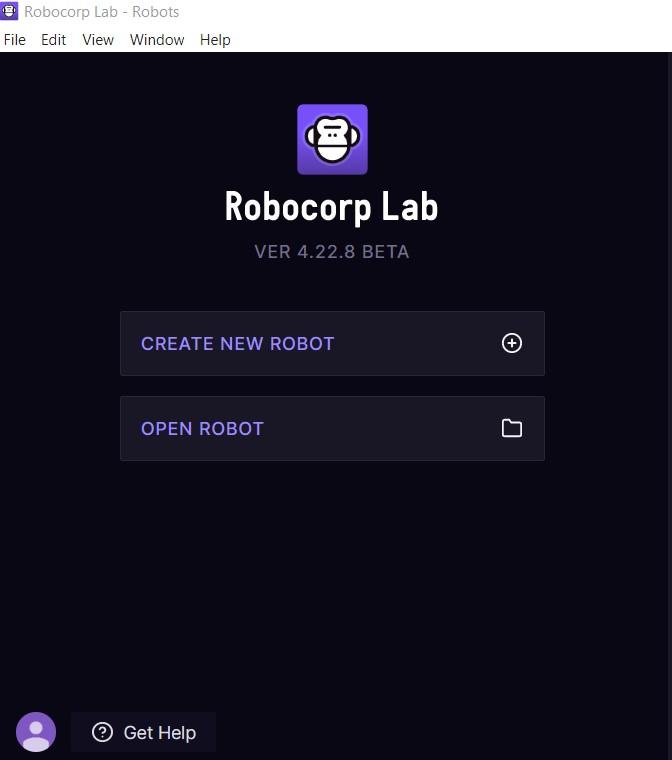 Robocorp Lab - Robots
File Edit View Window Help
Robocorp Lab
VER 4.22.8 BETA
CREATE NEW ROBOT
OPEN ROBOT
Get Help